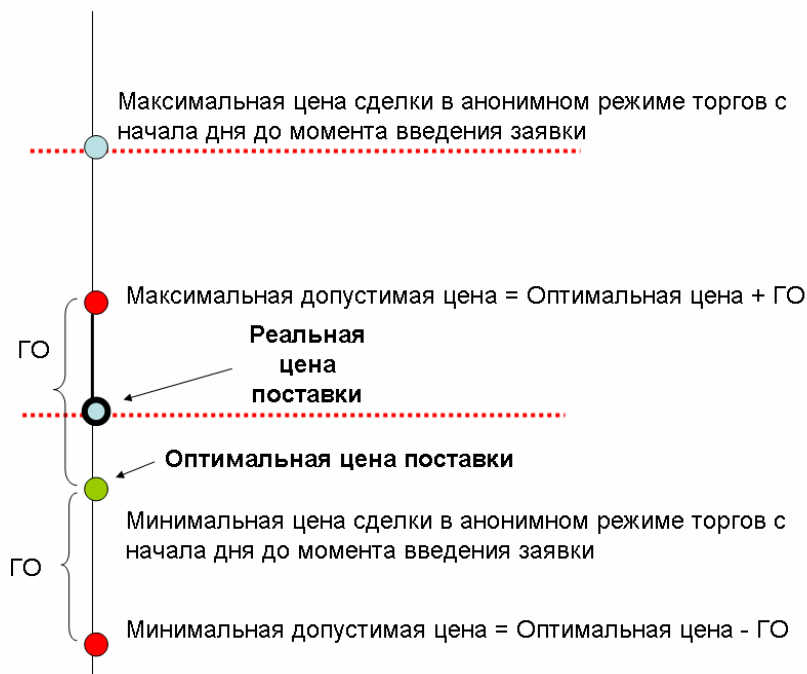 Максимальная цена сделки в анонимном режиме торгов с
начала дня до момента введения заявки
Максимальная допустимая цена = Оптимальная цена + ГО
ГО
Реальная
цена
поставки
Оптимальная цена поставки
Минимальная цена сделки в анонимном режиме торгов с
начала дня до момента введения заявки
ГО
Минимальная допустимая цена = Оптимальная цена - ГО